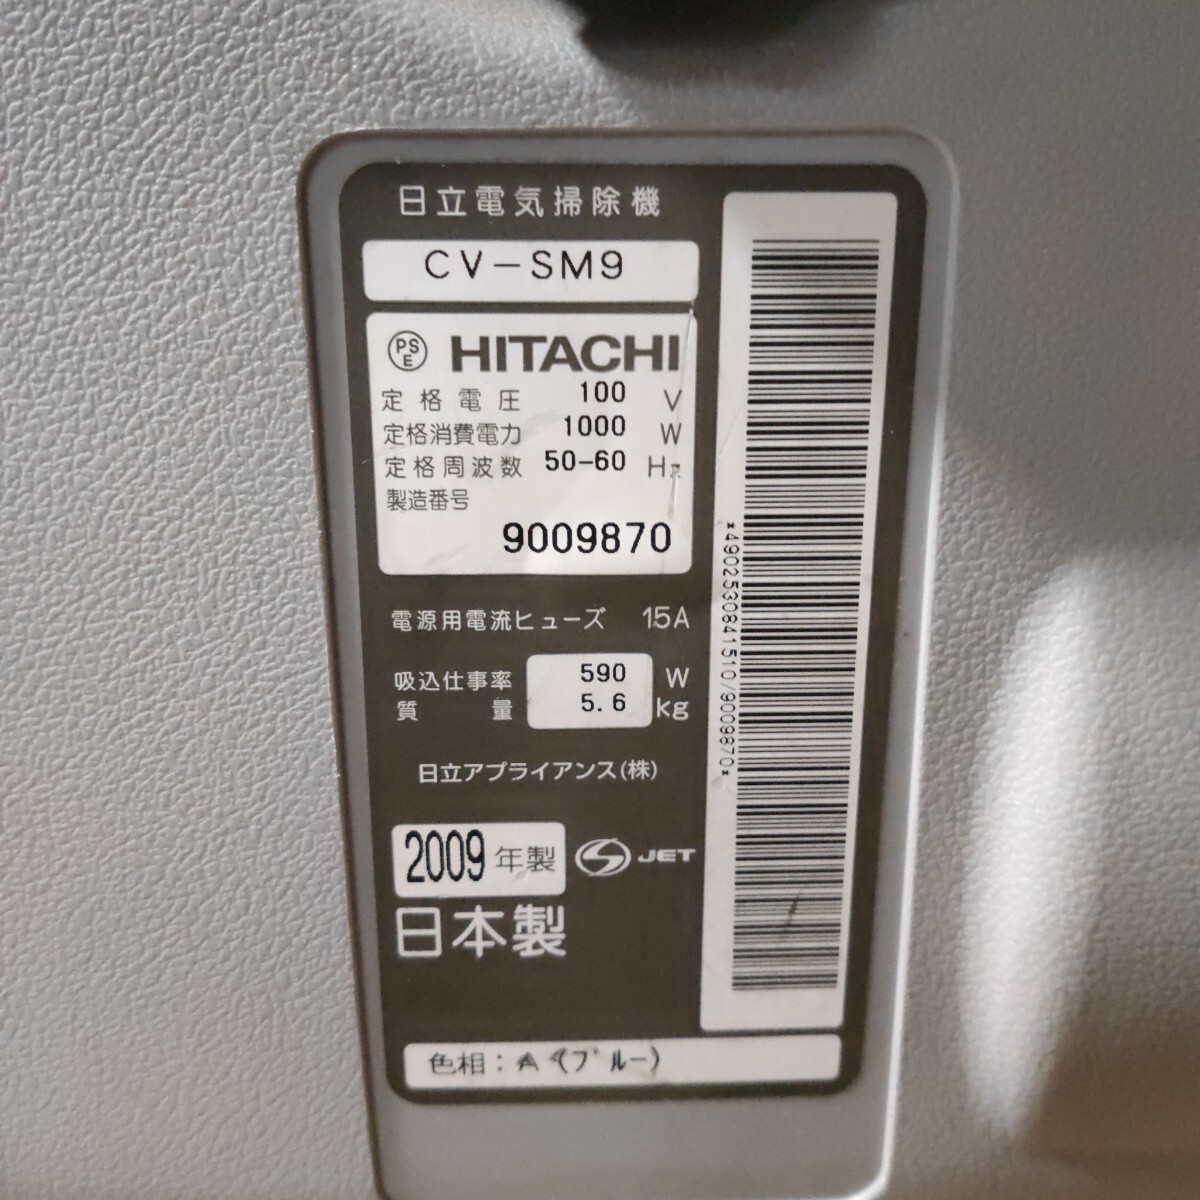 日立電気掃除機
CV-SM9
PSE HITACHI
定格電圧 100 V
定格消費電力 1000 W
定格周波数 50-60 Hz
製造番号
9009870
電源用電流ヒューズ 15A
吸込仕事率 590 W
質量 5.6 kg
日立アプライアンス(株)
2009 年製 S JET
日本製
色相:A(ブルー)
*4902530841510/9009870*